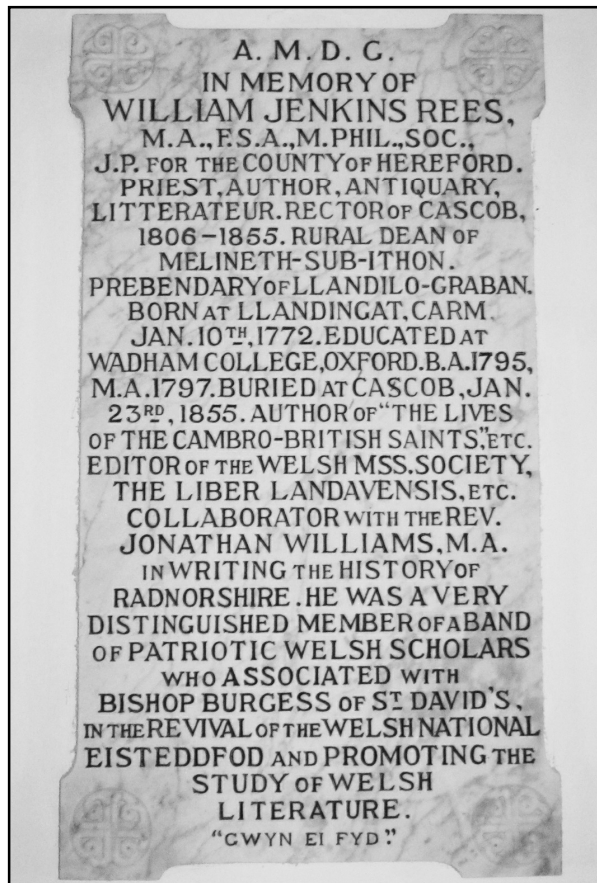 A. M. D. G.
IN MEMORY OF
WILLIAM JENKINS REES,
M.A., F.S.A., M.PHIL., SOC.,
J.P. FOR THE COUNTY OF HEREFORD.
PRIEST, AUTHOR, ANTIQUARY,
LITTERATEUR. RECTOR OF CASCOB,
1806–1855. RURAL DEAN OF
MELINETH-SUB-ITHON.
PREBENDARY OF LLANDILO-GRABAN.
BORN AT LLANDINGAT, CARM.
JAN. 10TH, 1772. EDUCATED AT
WADHAM COLLEGE, OXFORD. B.A. 1795,
M.A. 1797. BURIED AT CASCOB, JAN.
23RD, 1855. AUTHOR OF "THE LIVES
OF THE CAMBRO-BRITISH SAINTS," ETC.
EDITOR OF THE WELSH MSS. SOCIETY,
THE LIBER LANDAVENSIS, ETC.
COLLABORATOR WITH THE REV.
JONATHAN WILLIAMS, M.A.
IN WRITING THE HISTORY OF
RADNORSHIRE. HE WAS A VERY
DISTINGUISHED MEMBER OF A BAND
OF PATRIOTIC WELSH SCHOLARS
WHO ASSOCIATED WITH
BISHOP BURGESS OF ST. DAVID'S,
IN THE REVIVAL OF THE WELSH NATIONAL
EISTEDDFOD AND PROMOTING THE
STUDY OF WELSH
LITERATURE.
"GWYN EI FYD."